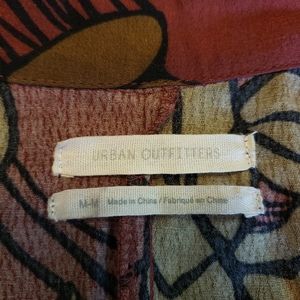 URBAN OUTFITTERS
M-M Made in China / Fabriqué en Chine